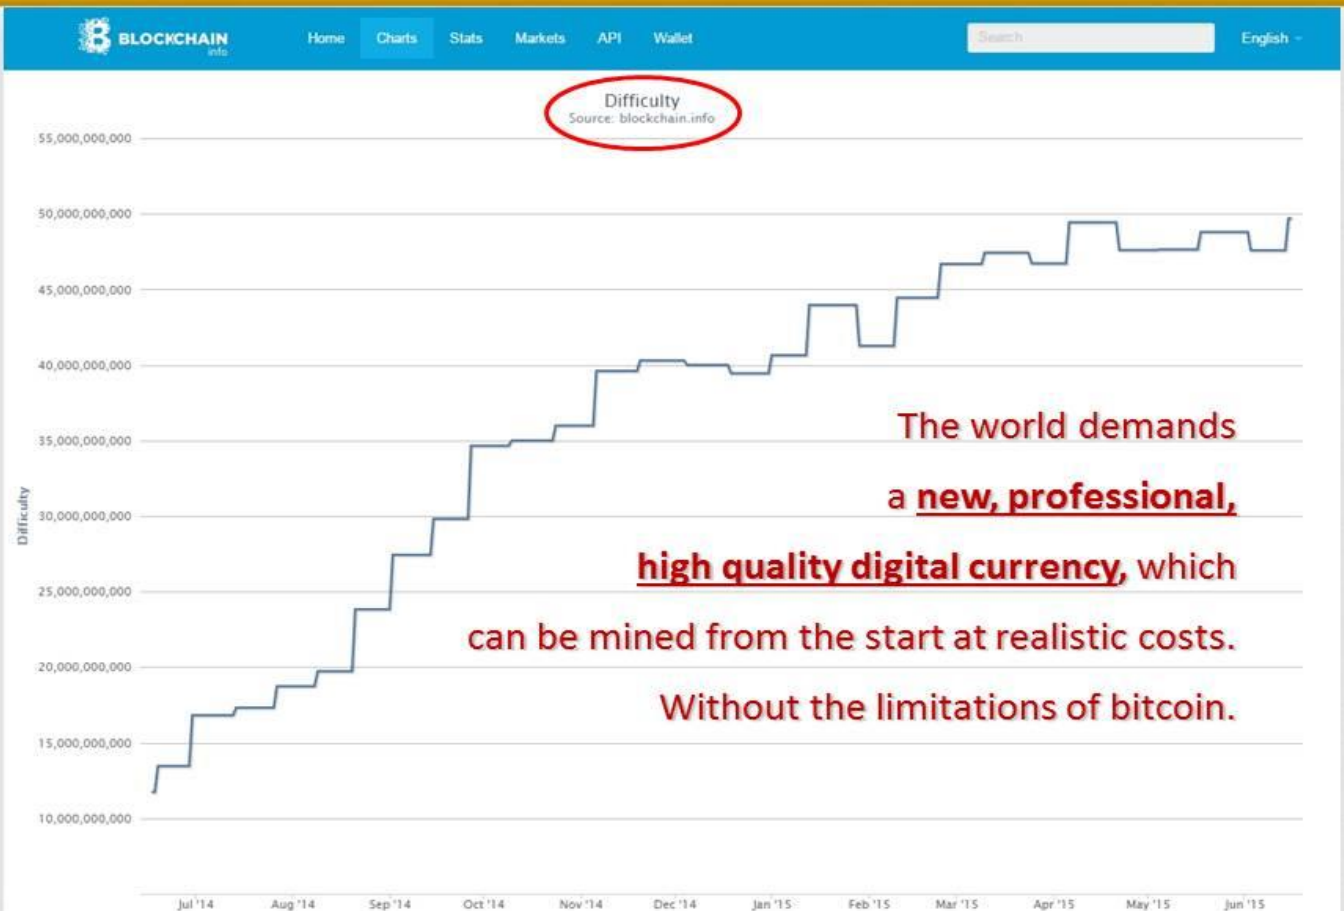 BLOCKCHAIN
info
Home Charts Stats Markets API Wallet
Search
English
Difficulty
Source: blockchain.info
55,000,000,000
50,000,000,000
45,000,000,000
40,000,000,000
35,000,000,000
30,000,000,000
25,000,000,000
20,000,000,000
15,000,000,000
10,000,000,000
Difficulty
The world demands
a new, professional,
high quality digital currency, which
can be mined from the start at realistic costs.
Without the limitations of bitcoin.
Jul '14 Aug '14 Sep '14 Oct '14 Nov '14 Dec '14 Jan '15 Feb '15 Mar '15 Apr '15 May '15 Jun '15